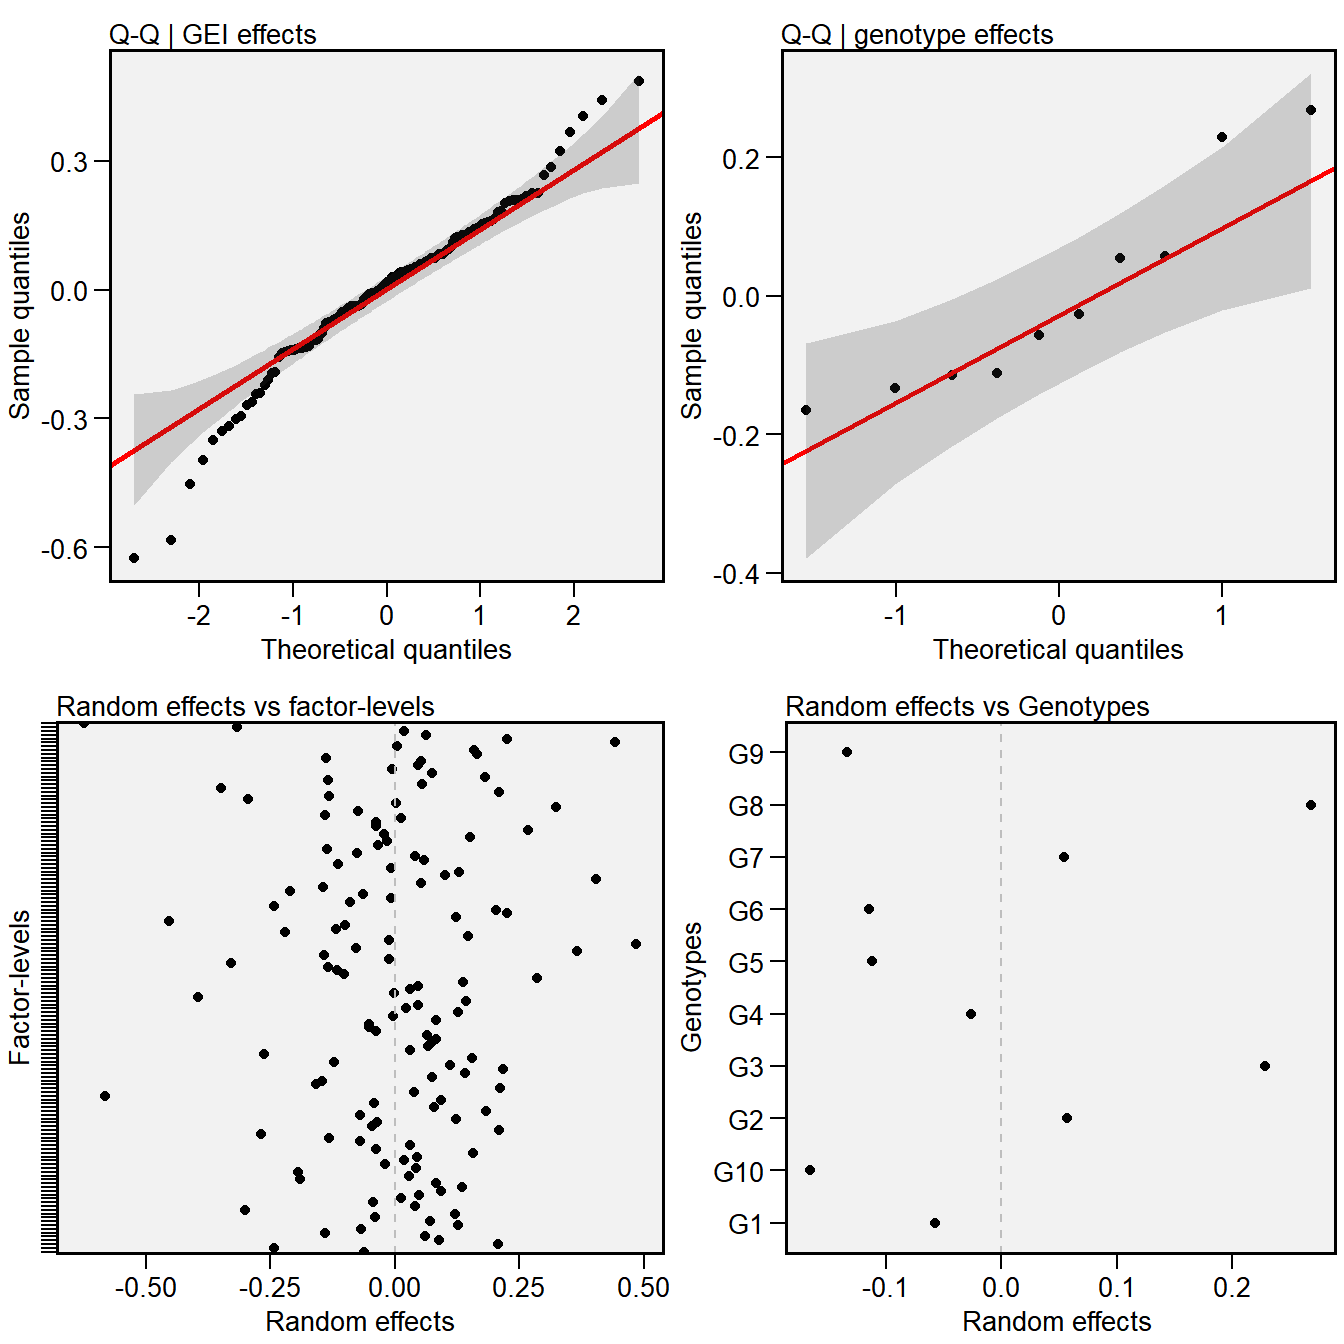 Q-Q | GEI effects
Sample quantiles
0.3
0.0
-0.3
-0.6
-2 -1 0 1 2
Theoretical quantiles
Q-Q | genotype effects
Sample quantiles
0.2
0.0
-0.2
-0.4
-1 0 1
Theoretical quantiles
Random effects vs factor-levels
Factor-levels
-0.50 -0.25 0.00 0.25 0.50
Random effects
Random effects vs Genotypes
Genotypes
G9
G8
G7
G6
G5
G4
G3
G2
G10
G1
-0.1 0.0 0.1 0.2
Random effects